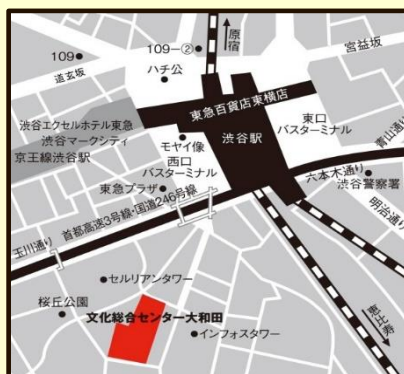 原宿
109
109-②
宮益坂
道玄坂
ハチ公
東急百貨店東横店
渋谷エクセルホテル東急
渋谷マークシティ
京王線渋谷駅
モヤイ像
西口
バスターミナル
渋谷駅
東口
バスターミナル
青山通り
東急プラザ
六本木通り
渋谷警察署
明治通り
玉川通り
首都高速3号線・国道246号線
セルリアンタワー
桜丘公園
文化総合センター大和田
インフォスタワー
恵比寿